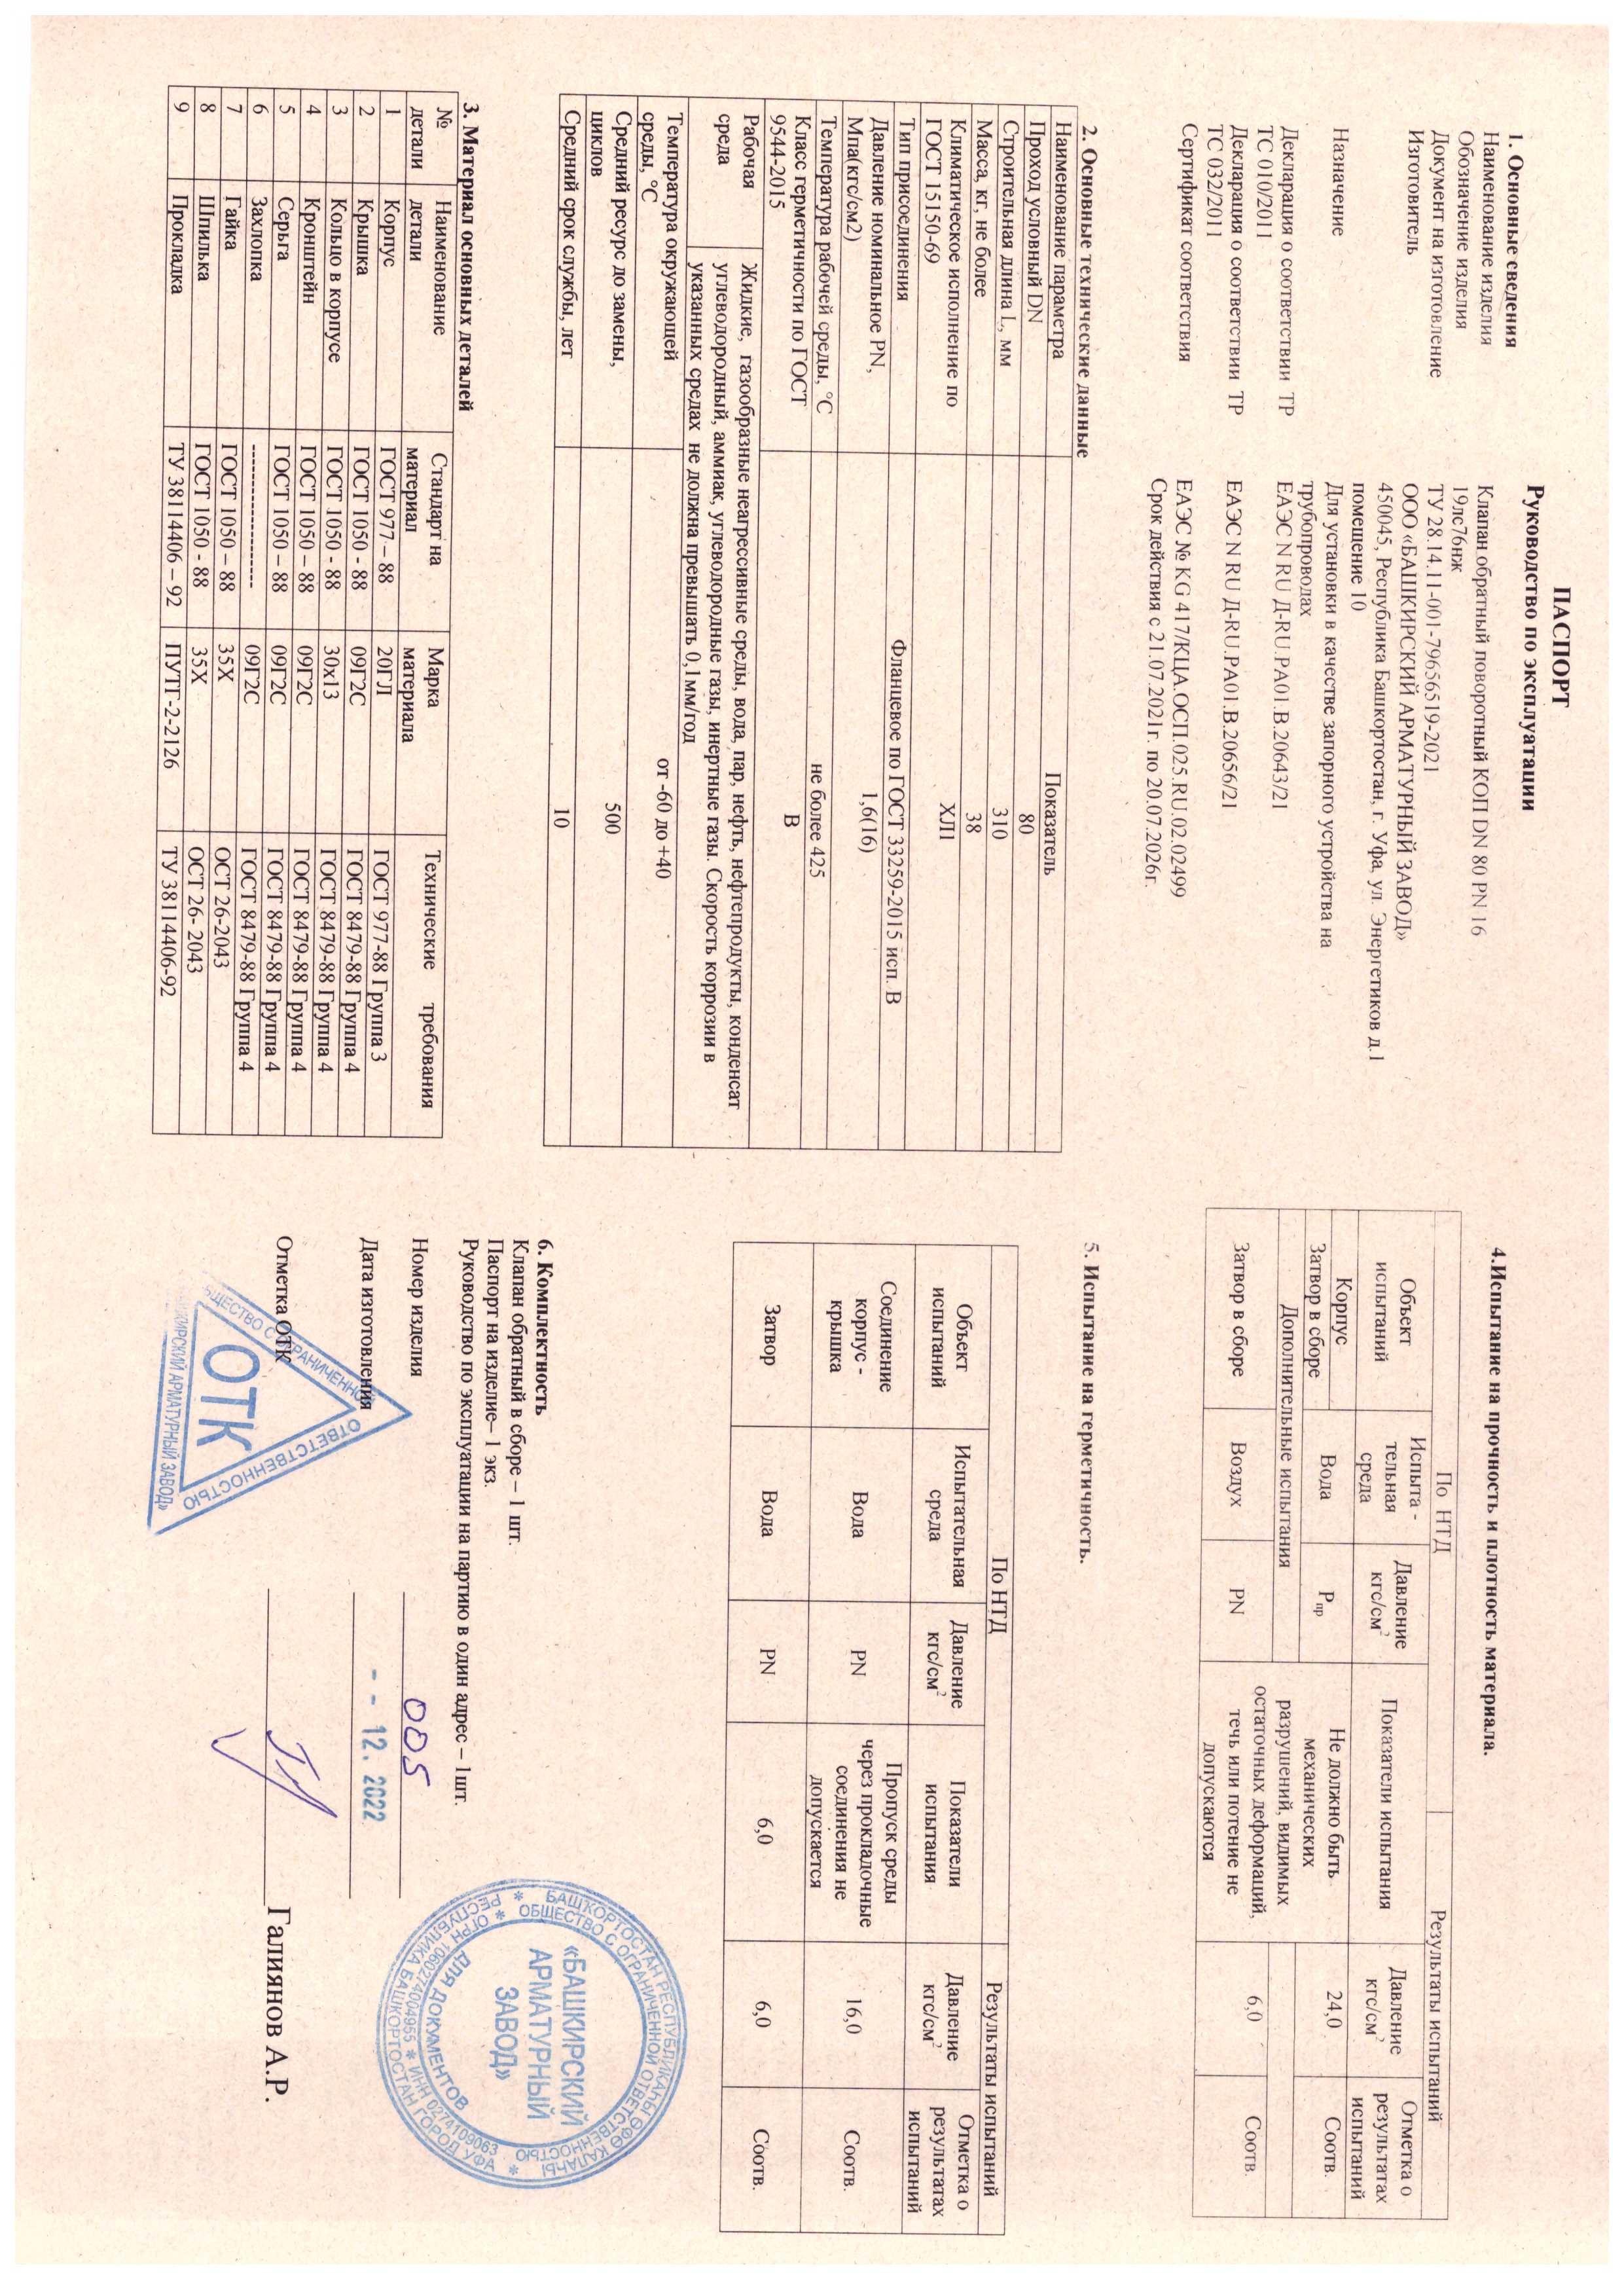 ПАСПОРТ
Руководство по эксплуатации
1. Основные сведения
Наименование изделия Клапан обратный поворотный КОП DN 80 PN 16
Обозначение изделия 19лс76нж
Документ на изготовление ТУ 28.14.11-001-79656519-2021
Изготовитель ООО «БАШКИРСКИЙ АРМАТУРНЫЙ ЗАВОД»
450045, Республика Башкортостан, г. Уфа, ул. Энергетиков д.1
помещение 10
Назначение Для установки в качестве запорного устройства на
трубопроводах
Декларация о соответствии ТР ЕАЭС N RU Д-RU.РА01.В.20643/21
ТС 010/2011
Декларация о соответствии ТР ЕАЭС N RU Д-RU.РА01.В.20656/21
ТС 032/2011
Сертификат соответствия ЕАЭС № KG 417/КЦА.ОСП.025.RU.02.02499
Срок действия с 21.07.2021г. по 20.07.2026г.
2. Основные технические данные
Наименование параметра Показатель
Проход условный DN 80
Строительная длина L, мм 310
Масса, кг, не более 38
Климатическое исполнение по ХЛ1
ГОСТ 15150-69
Тип присоединения Фланцевое по ГОСТ 33259-2015 исп. В
Давление номинальное PN, 1,6(16)
Мпа(кгс/см2)
Температура рабочей среды, °С не более 425
Класс герметичности по ГОСТ В
9544-2015
Рабочая Жидкие, газообразные неагрессивные среды, вода, пар, нефть, нефтепродукты, конденсат
среда углеводородный, аммиак, углеводородные газы, инертные газы. Скорость коррозии в
указанных средах не должна превышать 0,1мм/год
Температура окружающей от -60 до +40
среды, °С
Средний ресурс до замены, 500
циклов
Средний срок службы, лет 10
3. Материал основных деталей
№ Наименование Стандарт на Марка Технические требования
детали детали материал материала
1 Корпус ГОСТ 977 – 88 20ГЛ ГОСТ 977-88 Группа 3
2 Крышка ГОСТ 1050 - 88 09Г2С ГОСТ 8479-88 Группа 4
3 Кольцо в корпусе ГОСТ 1050 - 88 30х13 ГОСТ 8479-88 Группа 4
4 Кронштейн ГОСТ 1050 – 88 09Г2С ГОСТ 8479-88 Группа 4
5 Серьга ГОСТ 1050 – 88 09Г2С ГОСТ 8479-88 Группа 4
6 Захлопка ------------------ 09Г2С ГОСТ 8479-88 Группа 4
7 Гайка ГОСТ 1050 – 88 35Х ОСТ 26-2043
8 Шпилька ГОСТ 1050 - 88 35Х ОСТ 26- 2043
9 Прокладка ТУ 38114406 – 92 ПУТГ-2-2126 ТУ 38114406-92
4.Испытание на прочность и плотность материала.
По НТД Результаты испытаний
Объект Испыта - Давление Показатели испытания Давление Отметка о
испытаний тельная кгс/см² кгс/см² результатах
среда испытаний
Корпус Вода Рпр Не должно быть 24,0 Соотв.
Затвор в сборе механических
Дополнительные испытания разрушений, видимых
Затвор в сборе Воздух PN остаточных деформаций, 6,0 Соотв.
течь или потение не
допускаются
5. Испытание на герметичность.
По НТД Результаты испытаний
Объект Испытательная Давление Показатели Давление Отметка о
испытаний среда кгс/см² испытания кгс/см² результатах
испытаний
Соединение Вода PN Пропуск среды 16,0 Соотв.
корпус - через прокладочные
крышка соединения не
допускается
Затвор Вода PN 6,0 6,0 Соотв.
6. Комплектность
Клапан обратный в сборе – 1 шт.
Паспорт на изделие– 1 экз.
Руководство по эксплуатации на партию в один адрес – 1шт.
Номер изделия 005
Дата изготовления - - 12. 2022
Отметка ОТК Галиянов А.Р.
ОБЩЕСТВО С ОГРАНИЧЕННОЙ
ОТВЕТСТВЕННОСТЬЮ
БАШКИРСКИЙ АРМАТУРНЫЙ ЗАВОД»
ОТК
БАШҠОРТОСТАН РЕСПУБЛИКАҺЫ ӨФӨ ҠАЛАҺЫ
РЕСПУБЛИКА БАШКОРТОСТАН ГОРОД УФА
ОБЩЕСТВО С ОГРАНИЧЕННОЙ ОТВЕТСТВЕННОСТЬЮ
ОГРН 1060274004955 * ИНН 0274109063
«БАШКИРСКИЙ
АРМАТУРНЫЙ
ЗАВОД»
ДЛЯ ДОКУМЕНТОВ